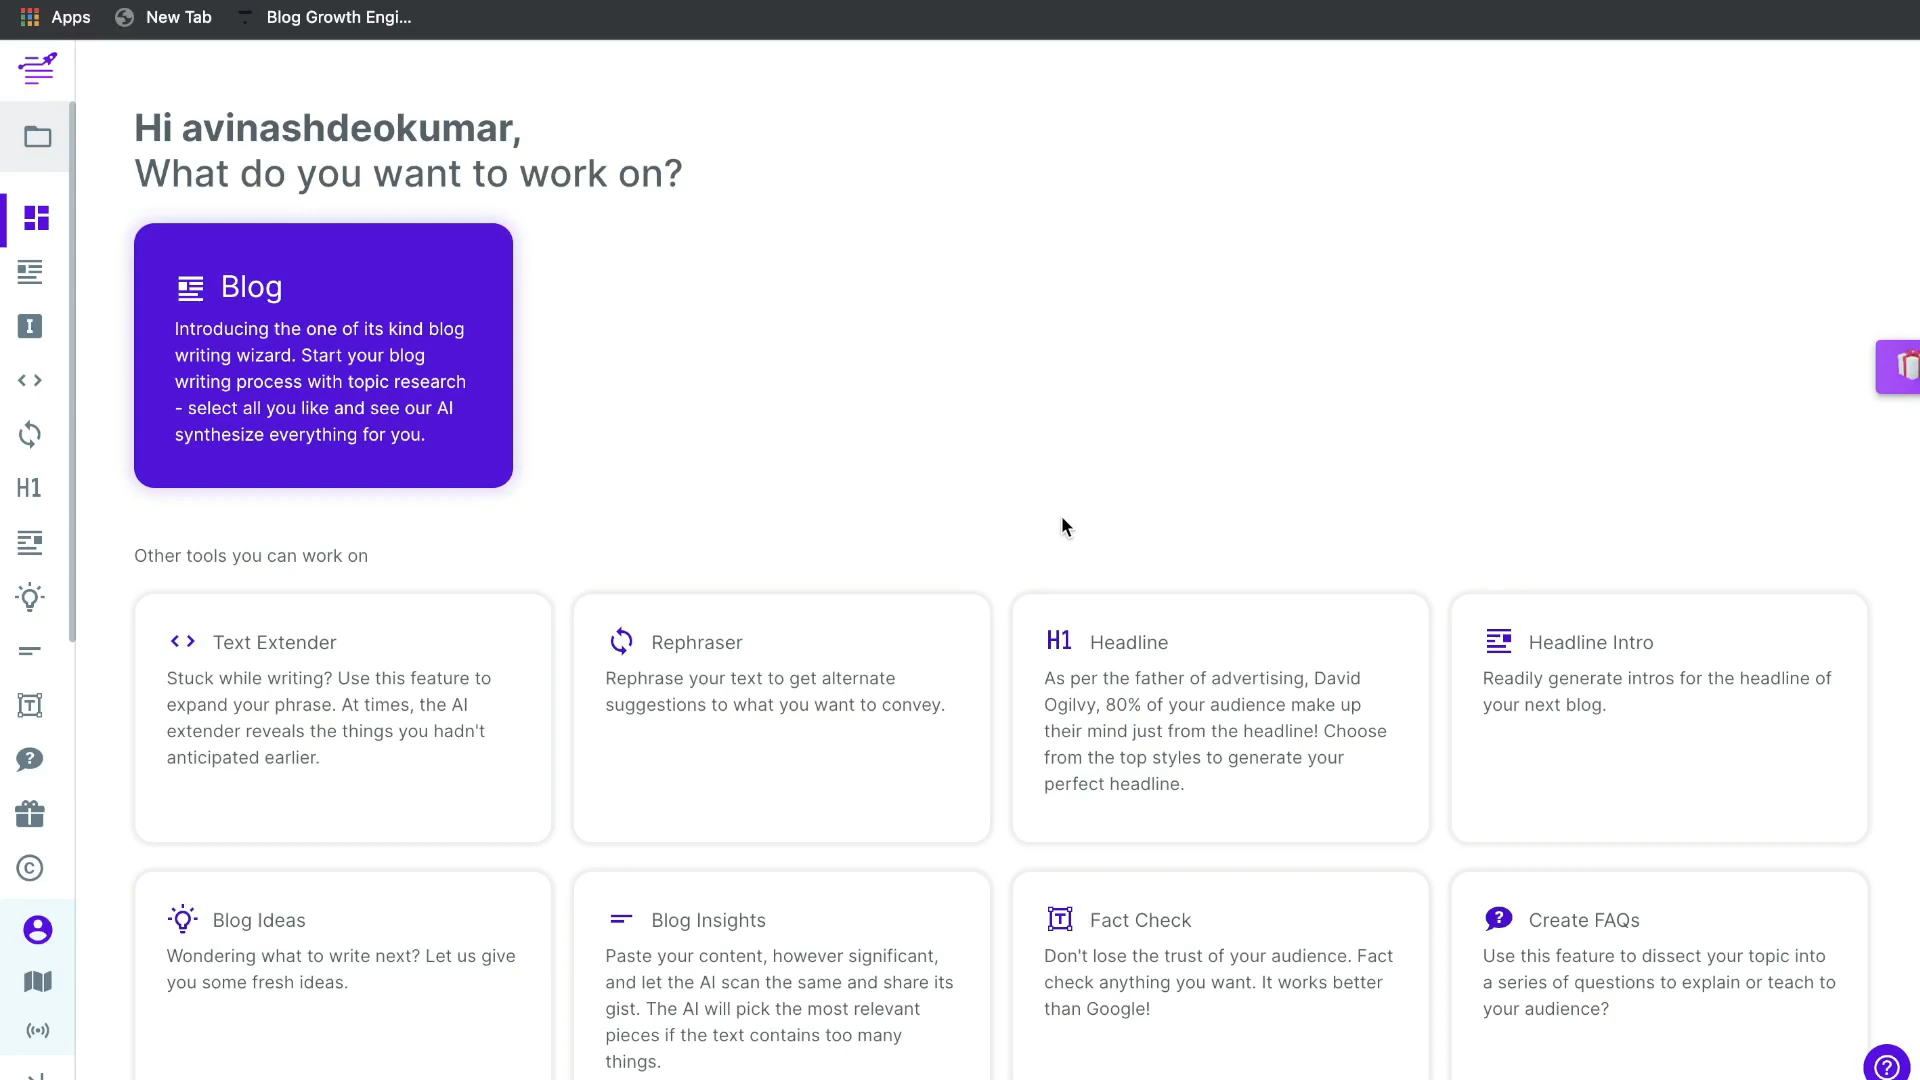 Apps New Tab Blog Growth Engi...
Hi avinashdeokumar,
What do you want to work on?
Blog
Introducing the one of its kind blog
writing wizard. Start your blog
writing process with topic research
- select all you like and see our AI
synthesize everything for you.
H1
Other tools you can work on
Text Extender
Stuck while writing? Use this feature to
expand your phrase. At times, the AI
extender reveals the things you hadn't
anticipated earlier.
Rephraser
Rephrase your text to get alternate
suggestions to what you want to convey.
H1 Headline
As per the father of advertising, David
Ogilvy, 80% of your audience make up
their mind just from the headline! Choose
from the top styles to generate your
perfect headline.
Headline Intro
Readily generate intros for the headline of
your next blog.
Blog Ideas
Wondering what to write next? Let us give
you some fresh ideas.
Blog Insights
Paste your content, however significant,
and let the AI scan the same and share its
gist. The AI will pick the most relevant
pieces if the text contains too many
things.
Fact Check
Don't lose the trust of your audience. Fact
check anything you want. It works better
than Google!
Create FAQs
Use this feature to dissect your topic into
a series of questions to explain or teach to
your audience?